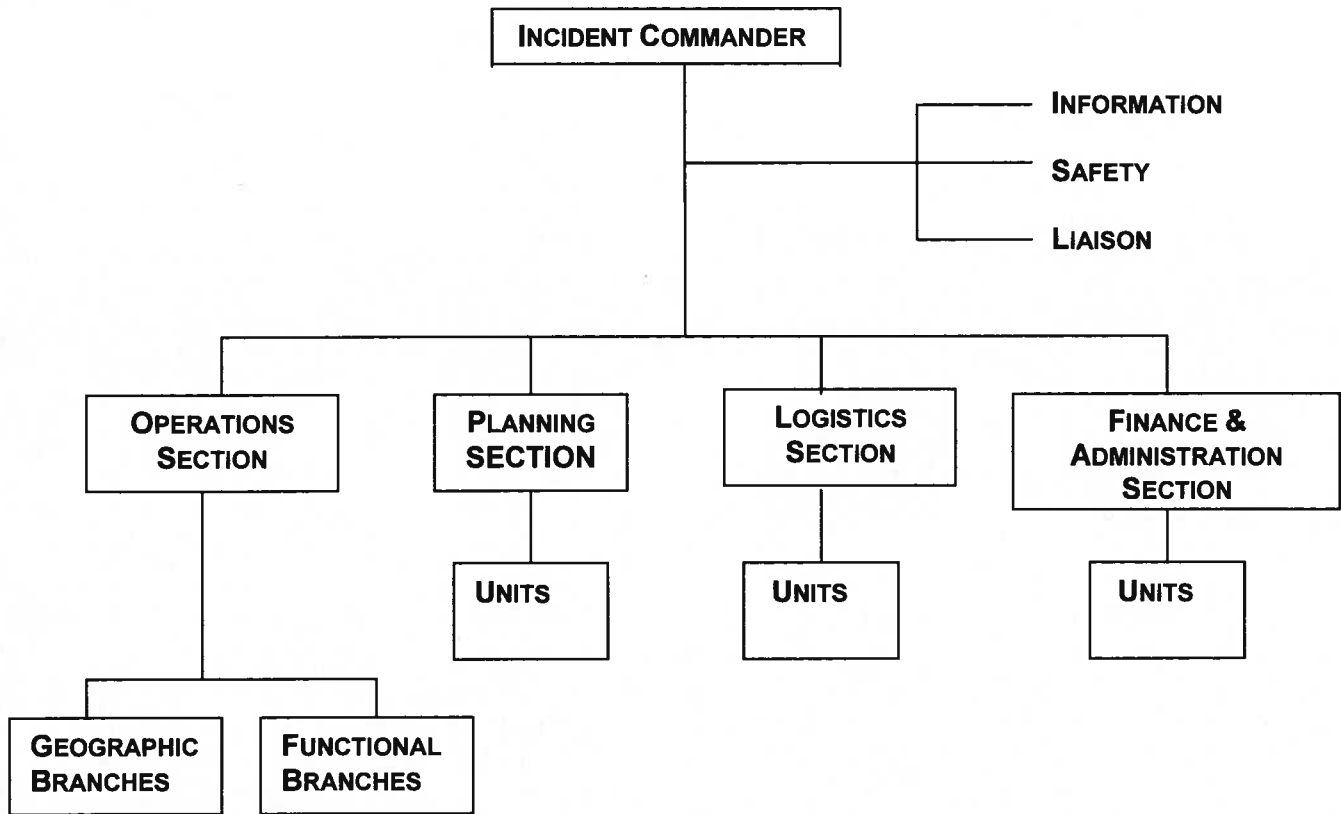 INCIDENT COMMANDER
INFORMATION
SAFETY
LIAISON
OPERATIONS
SECTION
PLANNING
SECTION
LOGISTICS
SECTION
FINANCE &
ADMINISTRATION
SECTION
UNITS
UNITS
UNITS
GEOGRAPHIC
BRANCHES
FUNCTIONAL
BRANCHES